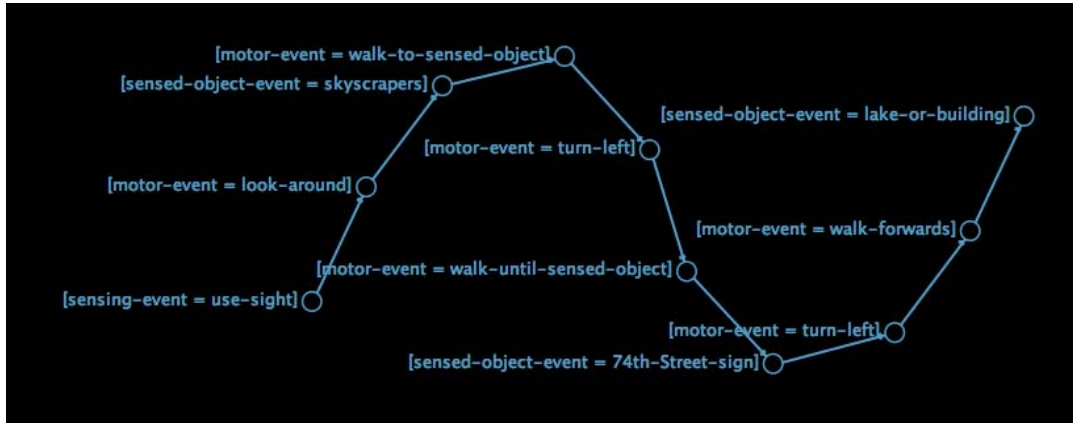 [motor-event = walk-to-sensed-object]
[sensed-object-event = skyscrapers]
[sensed-object-event = lake-or-building]
[motor-event = turn-left]
[motor-event = look-around]
[motor-event = walk-forwards]
[motor-event = walk-until-sensed-object]
[sensing-event = use-sight]
[motor-event = turn-left]
[sensed-object-event = 74th-Street-sign]